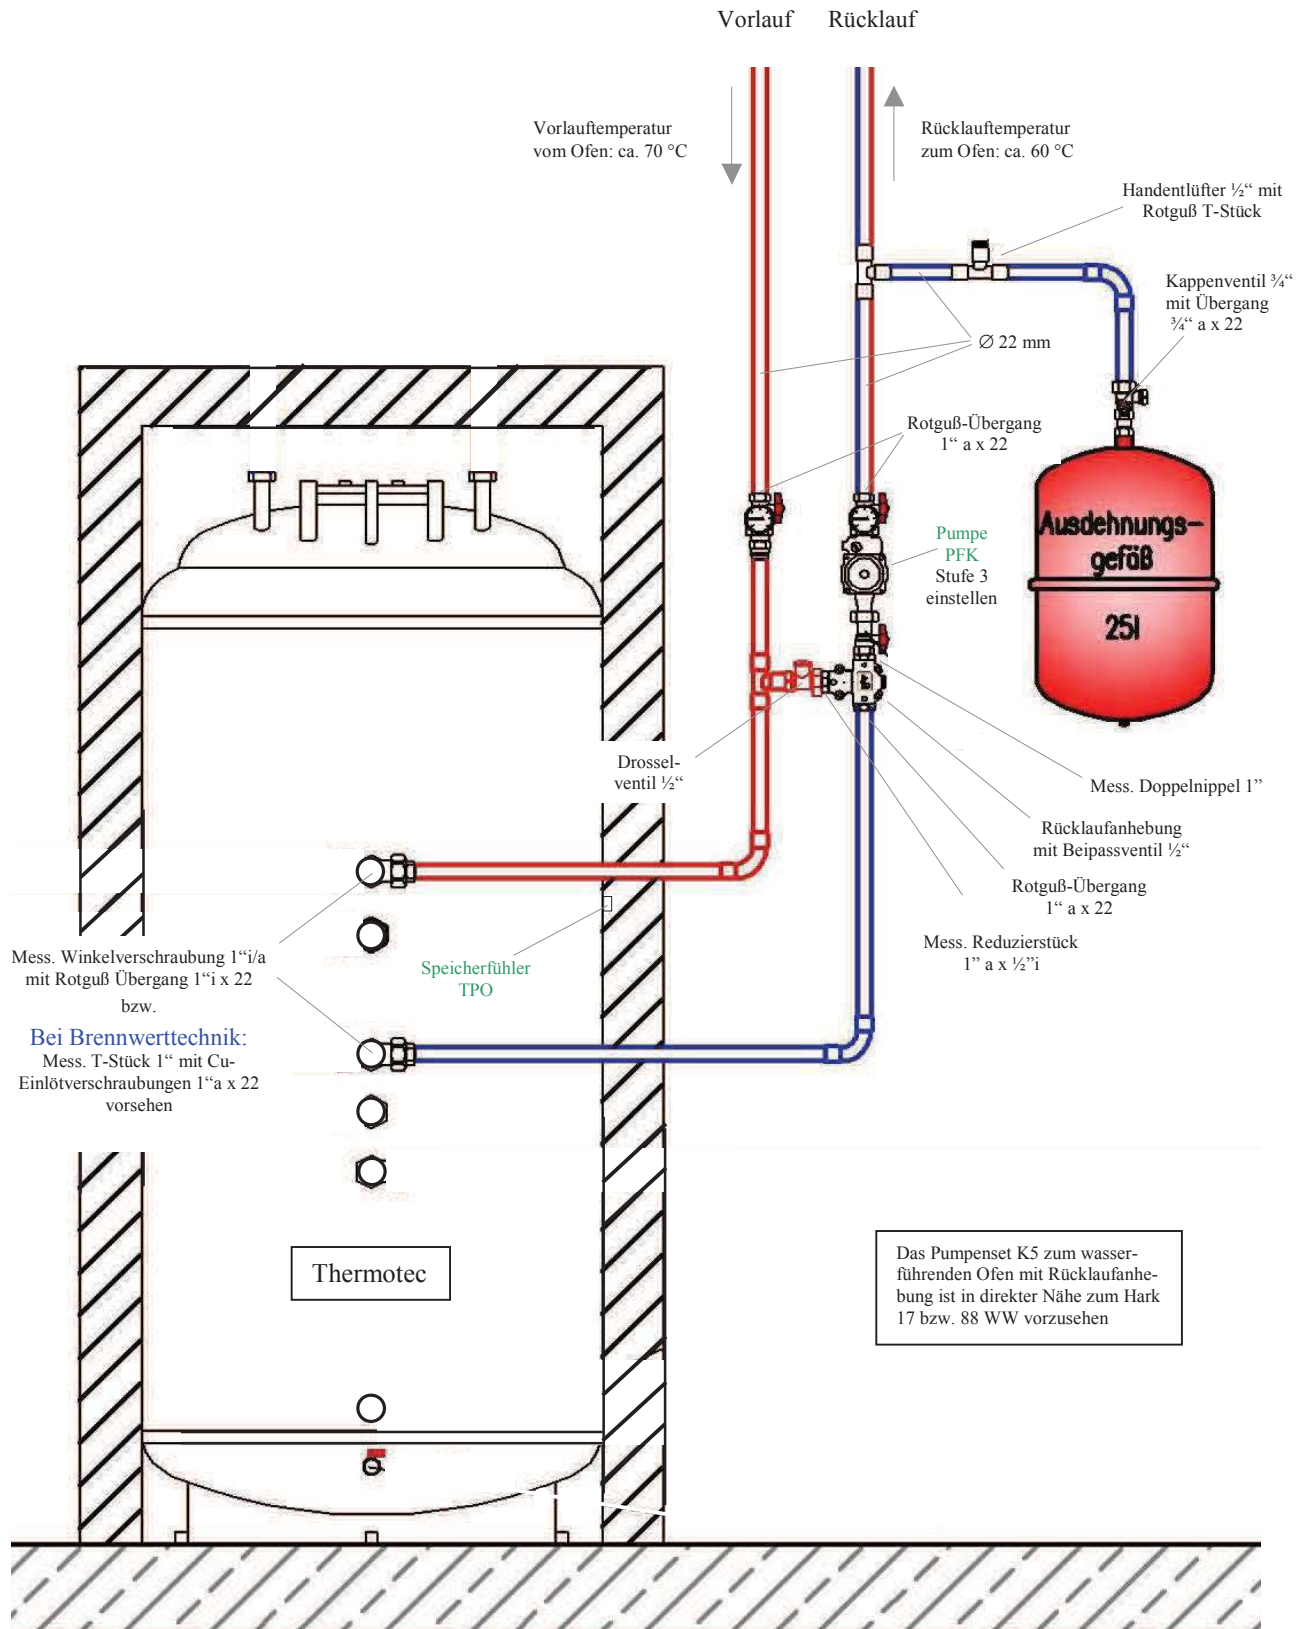 Vorlauf
Rücklauf
Vorlauftemperatur
vom Ofen: ca. 70 °C
Rücklauftemperatur
zum Ofen: ca. 60 °C
Handentlüfter ½“ mit
Rotguß T-Stück
Kappenventil ¾“
mit Übergang
¾“ a x 22
Ø 22 mm
Rotguß-Übergang
1“ a x 22
Pumpe
PFK
Stufe 3
einstellen
Ausdehnungs-
gefäß
25l
Drossel-
ventil ½“
Mess. Doppelnippel 1”
Rücklaufanhebung
mit Beipassventil ½“
Rotguß-Übergang
1“ a x 22
Mess. Reduzierstück
1” a x ½”i
Mess. Winkelverschraubung 1“i/a
mit Rotguß Übergang 1“i x 22
bzw.
Bei Brennwerttechnik:
Mess. T-Stück 1“ mit Cu-
Einlötverschraubungen 1“a x 22
vorsehen
Speicherfühler
TPO
Thermotec
Das Pumpenset K5 zum wasser-
führenden Ofen mit Rücklaufanhe-
bung ist in direkter Nähe zum Hark
17 bzw. 88 WW vorzusehen